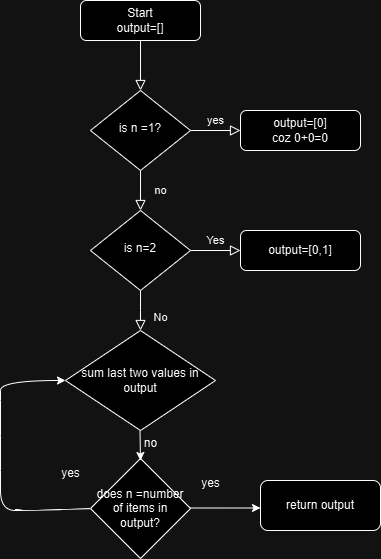 Start
output=[]
is n =1?
yes
output=[0]
coz 0+0=0
no
is n=2
Yes
output=[0,1]
No
sum last two values in
output
no
yes
does n =number
of items in
output?
yes
return output